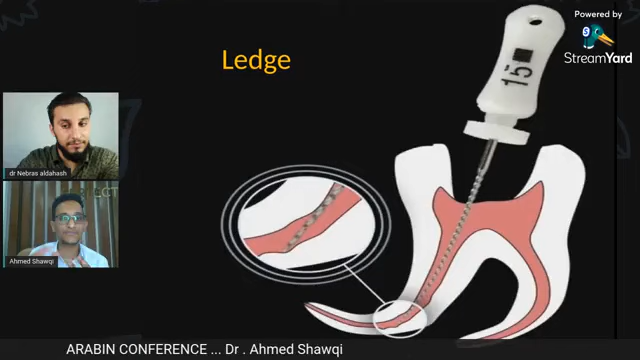 Powered by
StreamYard
Ledge
15
dr Nebras aldahash
Ahmed Shawqi
ARABIN CONFERENCE ... Dr . Ahmed Shawqi